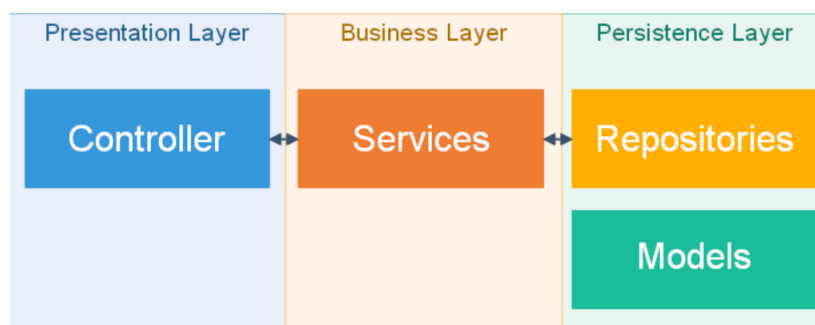 Presentation Layer
Business Layer
Persistence Layer
Controller
Services
Repositories
Models